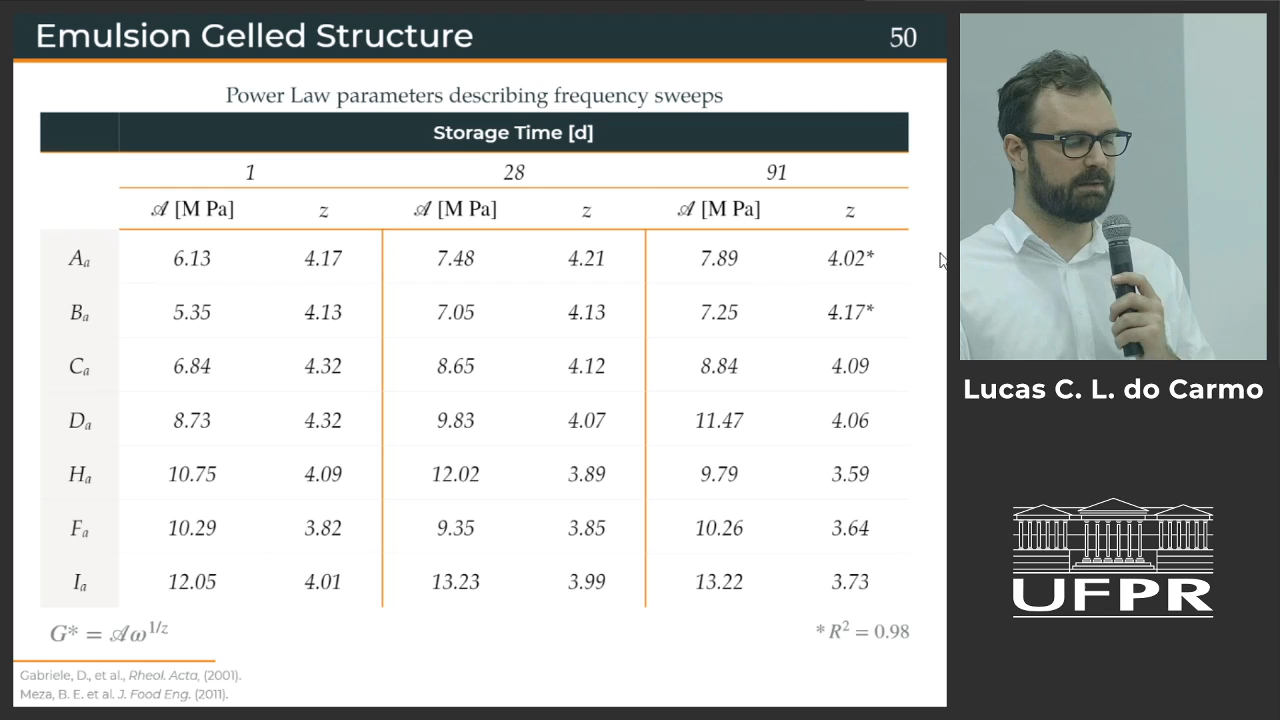 Emulsion Gelled Structure 50
Power Law parameters describing frequency sweeps
Storage Time [d]
1 28 91
𝒜 [M Pa] z 𝒜 [M Pa] z 𝒜 [M Pa] z
Aₐ 6.13 4.17 7.48 4.21 7.89 4.02*
Bₐ 5.35 4.13 7.05 4.13 7.25 4.17*
Cₐ 6.84 4.32 8.65 4.12 8.84 4.09
Dₐ 8.73 4.32 9.83 4.07 11.47 4.06
Hₐ 10.75 4.09 12.02 3.89 9.79 3.59
Fₐ 10.29 3.82 9.35 3.85 10.26 3.64
Iₐ 12.05 4.01 13.23 3.99 13.22 3.73
G* = 𝒜ω^{1/z} * R² = 0.98
Gabriele, D., et al., Rheol. Acta, (2001).
Meza, B. E. et al. J. Food Eng. (2011).
Lucas C. L. do Carmo
UFPR